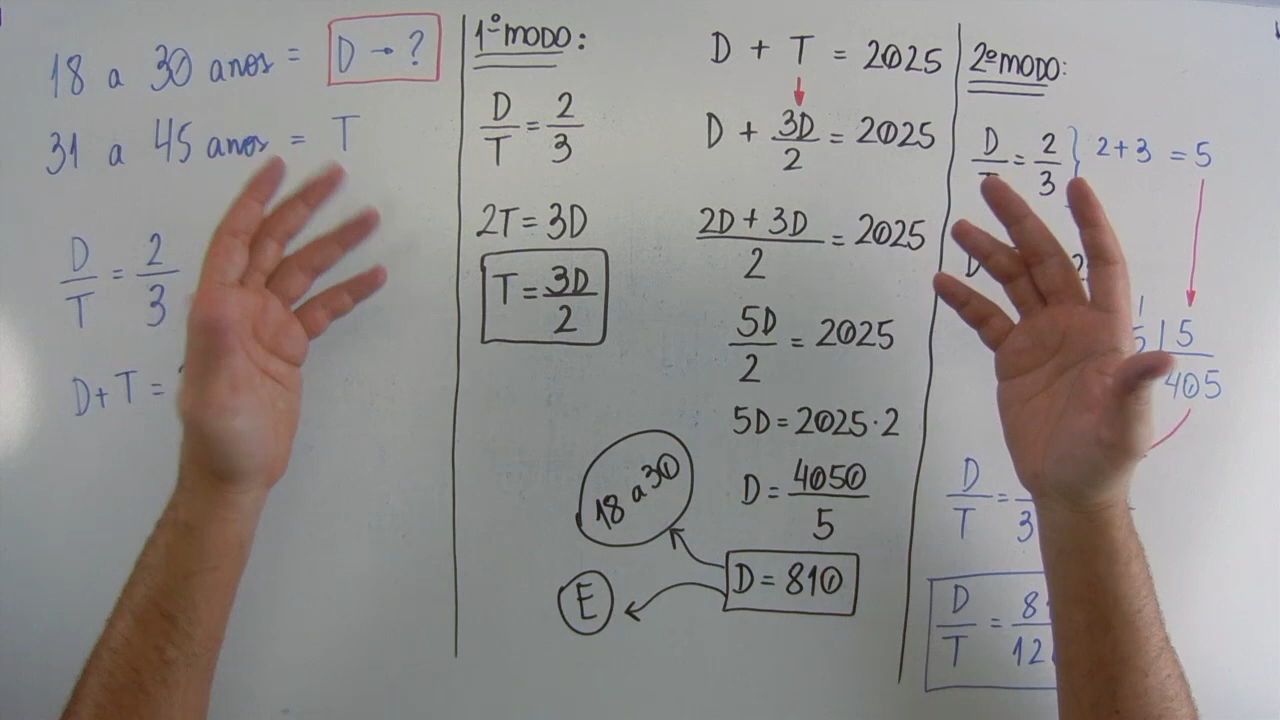 18 a 30 anos = D → ?
31 a 45 anos = T
D/T = 2/3
D + T =
1º MODO:
D/T = 2/3
2T = 3D
T = 3D/2
D + T = 2025
D + 3D/2 = 2025
2D + 3D/2 = 2025
5D/2 = 2025
5D = 2025 · 2
D = 4050/5
D = 810
18 a 30
E
2º MODO:
D/T = 2/3 } 2 + 3 = 5
D
5 | 5
405
D/T = /3
D/T = 8/12